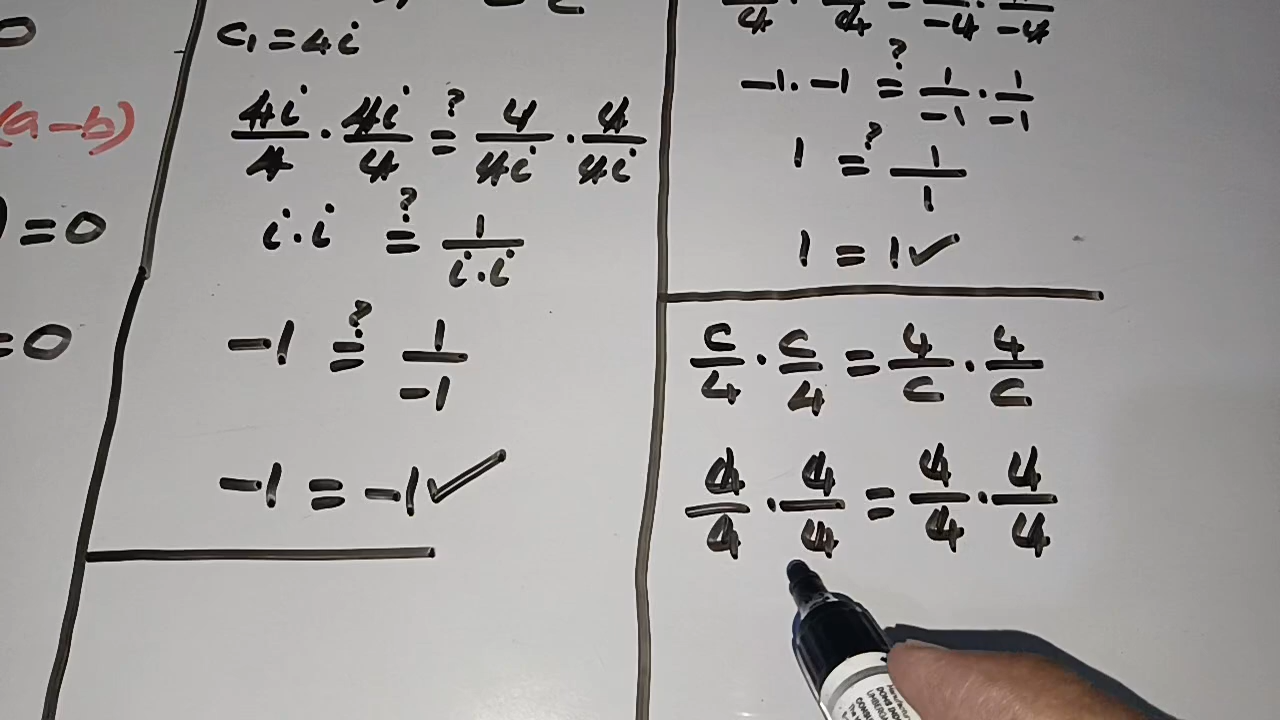 0
(a-b)
)=0
=0
c₁=4i
4i/4 · 4i/4 ≟ 4/4i · 4/4i
i·i ≟ 1/i·i
-1 ≟ 1/-1
-1 = -1✓
-1·-1 ≟ 1/-1 · 1/-1
1 ≟ 1/1
1 = 1✓
c/4 · c/4 = 4/c · 4/c
4/4 · 4/4 = 4/4 · 4/4